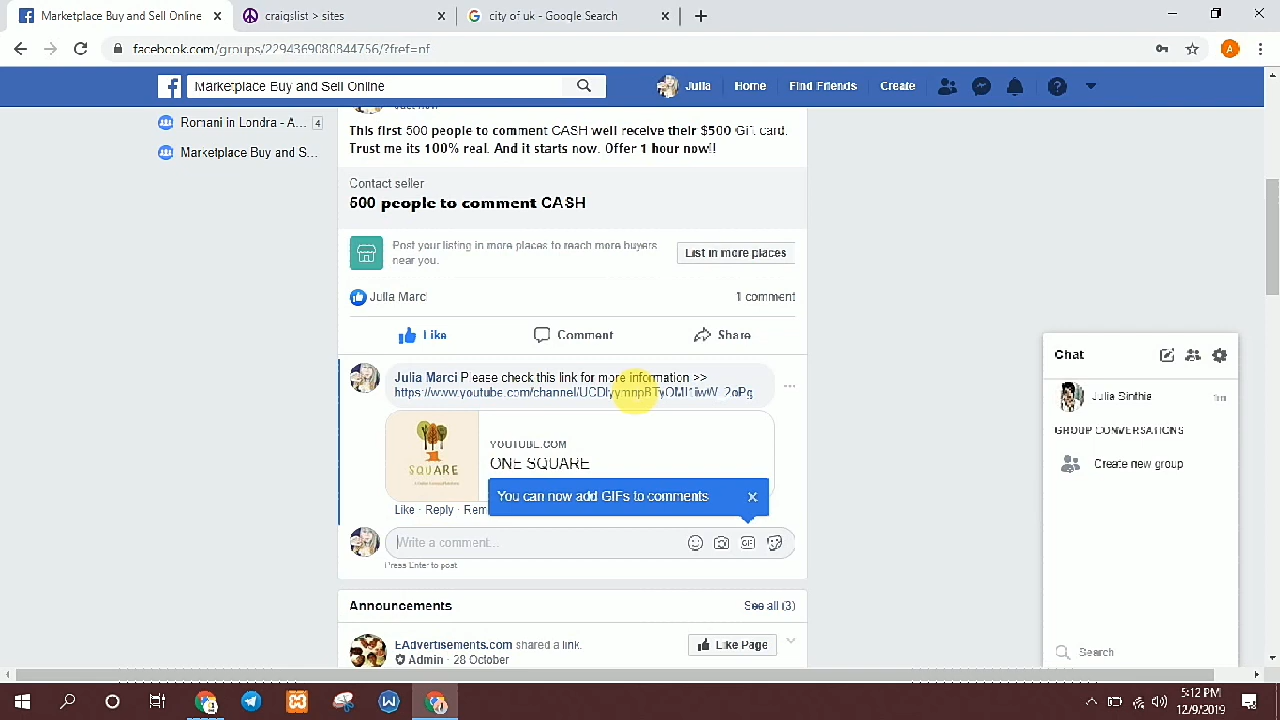 Marketplace Buy and Sell Online
craigslist > sites
city of uk - Google Search
facebook.com/groups/2294369080844756/?fref=nf
A
Marketplace Buy and Sell Online
Julia
Home
Find Friends
Create
Romani in Londra - A... 4
Marketplace Buy and S...
This first 500 people to comment CASH well receive their $500 Gift card.
Trust me its 100% real. And it starts now. Offer 1 hour now!!
Contact seller
500 people to comment CASH
Post your listing in more places to reach more buyers
near you.
List in more places
Julia Marci
1 comment
Like
Comment
Share
Julia Marci Please check this link for more information >>
YOUTUBE.COM
ONE SQUARE
SQUARE
You can now add GIFs to comments
Like · Reply · Rem
Write a comment...
GIF
Press Enter to post
Announcements
See all (3)
EAdvertisements.com shared a link.
Like Page
Admin · 28 October
Chat
Julia Sinthia
1m
GROUP CONVERSATIONS
Create new group
Search
5:12 PM
12/9/2019